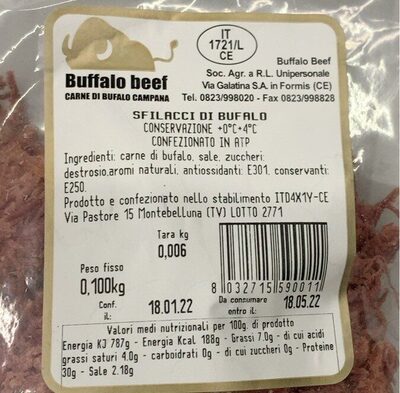 IT
1721/L
CE
Buffalo beef
CARNE DI BUFALO CAMPANA
Buffalo Beef
Soc. Agr a R.L. Unipersonale
Via Galatina S.A. in Formis (CE)
Tel. 0823/998020 - Fax 0823/998828
SFILACCI DI BUFALO
CONSERVAZIONE +0°C+4°C
CONFEZIONATO IN ATP
Ingredienti: carne di bufalo, sale, zuccheri:
destrosio,aromi naturali, antiossidanti: E301, conservanti:
E250.
Prodotto e confezionato nello stabilimento ITD4X1Y-CE
Via Pastore 15 Montebelluna (TV) LOTTO 2771
Tara kg
0,006
Peso fisso
0,100kg
8 032715 590011
Conf.
il:
18.01.22
Da consumare
entro il:
18.05.22
Valori medi nutrizionali per 100g. di prodotto
Energia KJ 787g - Energia Kcal 188g - Grassi 7.0g - di cui acidi
grassi saturi 4.0g - carboidrati 0g - di cui zuccheri 0g - Proteine
30g - Sale 2.18g